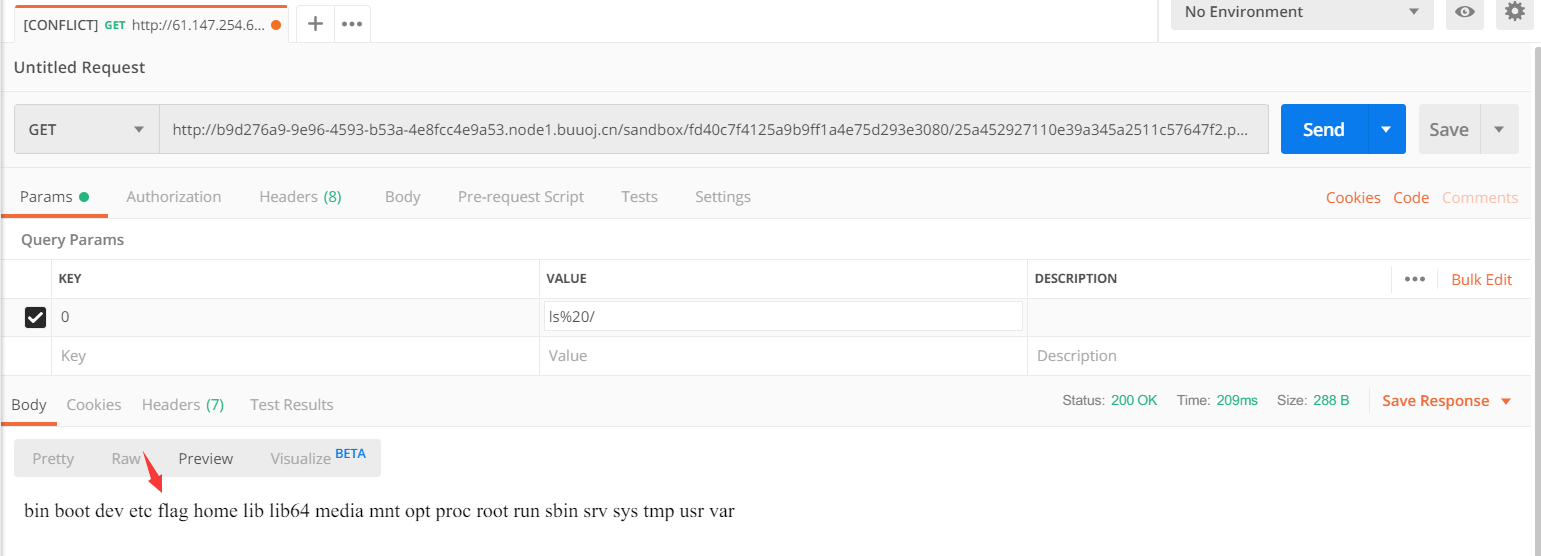 [CONFLICT] GET http://61.147.254.6...
No Environment
Untitled Request
GET http://b9d276a9-9e96-4593-b53a-4e8fcc4e9a53.node1.buuoj.cn/sandbox/fd40c7f4125a9b9ff1a4e75d293e3080/25a452927110e39a345a2511c57647f2.p... Send Save
Params Authorization Headers (8) Body Pre-request Script Tests Settings Cookies Code Comments
Query Params
KEY VALUE DESCRIPTION ••• Bulk Edit
0 ls%20/
Key Value Description
Body Cookies Headers (7) Test Results Status: 200 OK Time: 209ms Size: 288 B Save Response
Pretty Raw Preview Visualize BETA
bin boot dev etc flag home lib lib64 media mnt opt proc root run sbin srv sys tmp usr var